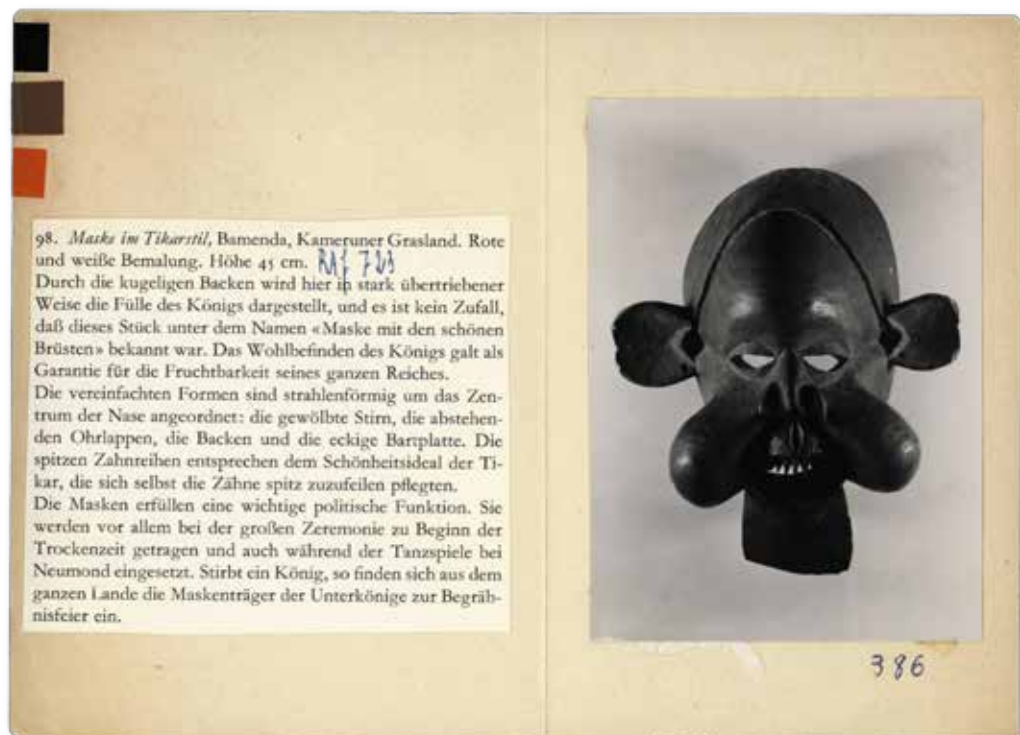 98. Maske im Tikarstil, Bamenda, Kameruner Grasland. Rote
und weiße Bemalung. Höhe 45 cm. RAf 723
Durch die kugeligen Backen wird hier in stark übertriebener
Weise die Fülle des Königs dargestellt, und es ist kein Zufall,
daß dieses Stück unter dem Namen «Maske mit den schönen
Brüsten» bekannt war. Das Wohlbefinden des Königs galt als
Garantie für die Fruchtbarkeit seines ganzen Reiches.
Die vereinfachten Formen sind strahlenförmig um das Zen-
trum der Nase angeordnet: die gewölbte Stirn, die abstehen-
den Ohrlappen, die Backen und die eckige Bartplatte. Die
spitzen Zahnreihen entsprechen dem Schönheitsideal der Ti-
kar, die sich selbst die Zähne spitz zuzufeilen pflegten.
Die Masken erfüllen eine wichtige politische Funktion. Sie
werden vor allem bei der großen Zeremonie zu Beginn der
Trockenzeit getragen und auch während der Tanzspiele bei
Neumond eingesetzt. Stirbt ein König, so finden sich aus dem
ganzen Lande die Maskenträger der Unterkönige zur Begräb-
nisfeier ein.
386